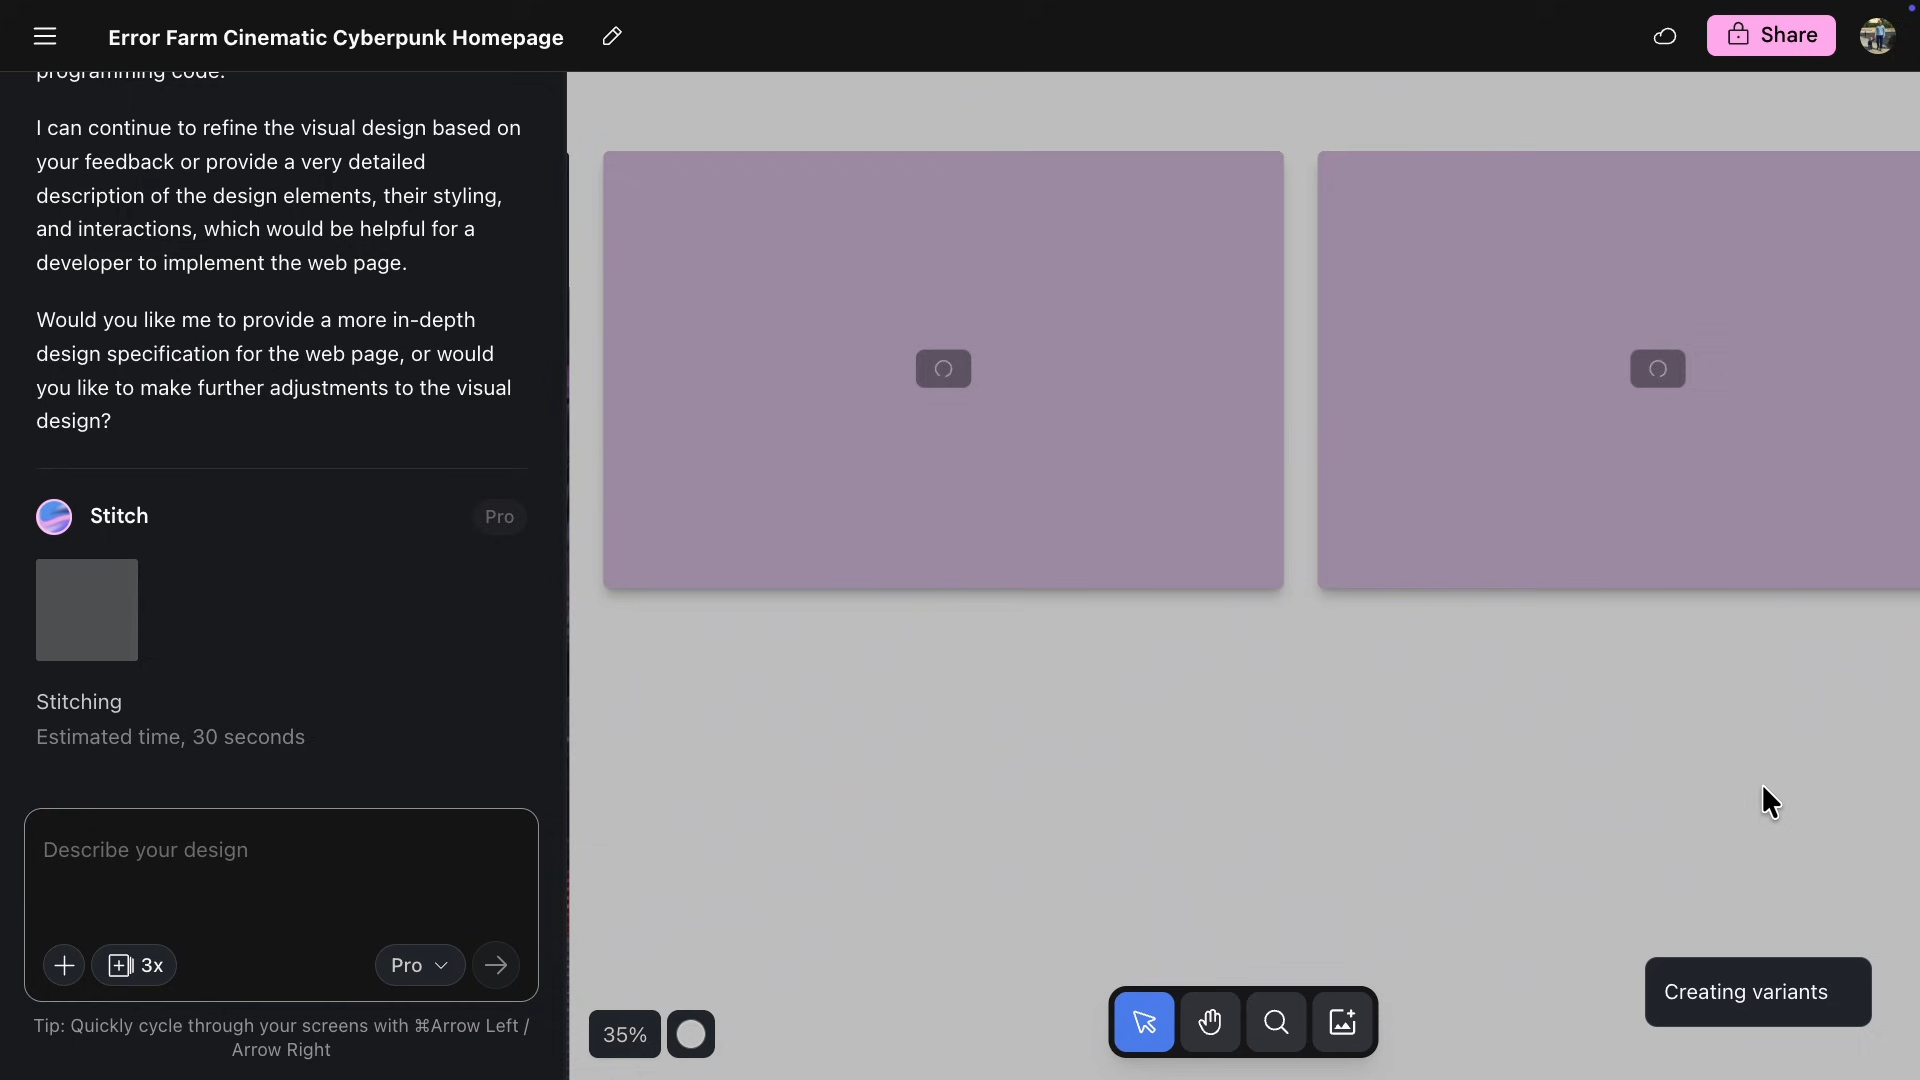 Error Farm Cinematic Cyberpunk Homepage
Share
programming code.
I can continue to refine the visual design based on
your feedback or provide a very detailed
description of the design elements, their styling,
and interactions, which would be helpful for a
developer to implement the web page.
Would you like me to provide a more in-depth
design specification for the web page, or would
you like to make further adjustments to the visual
design?
Stitch
Pro
Stitching
Estimated time, 30 seconds
Describe your design
3x
Pro
Tip: Quickly cycle through your screens with ⌘Arrow Left /
Arrow Right
35%
Creating variants